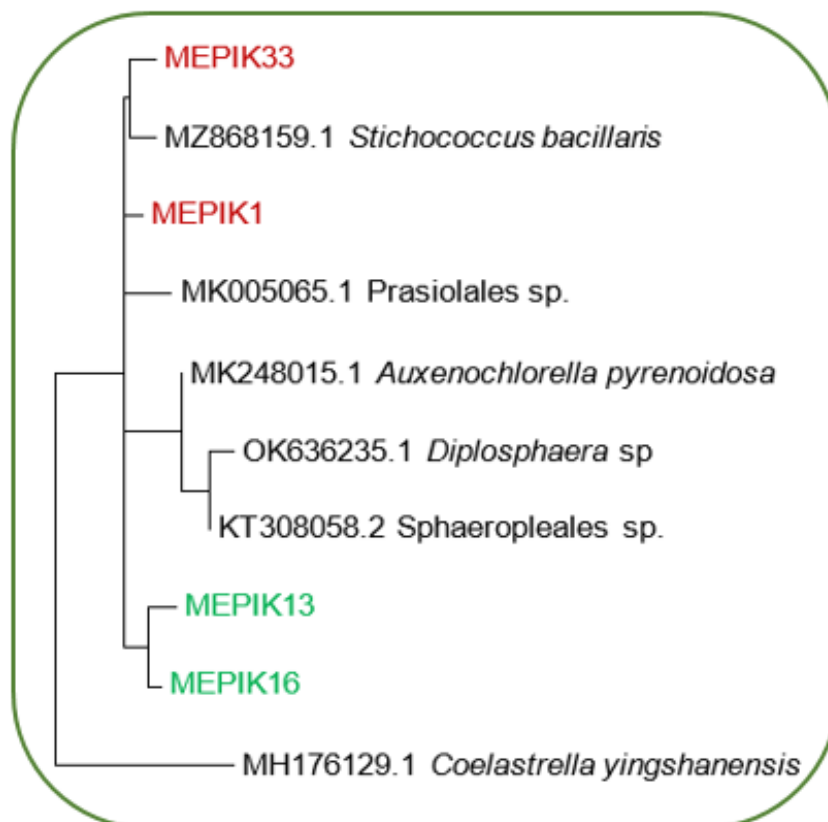 MEPIK33
MZ868159.1 Stichococcus bacillaris
MEPIK1
MK005065.1 Prasiolales sp.
MK248015.1 Auxenochlorella pyrenoidosa
OK636235.1 Diplosphaera sp
KT308058.2 Sphaeropleales sp.
MEPIK13
MEPIK16
MH176129.1 Coelastrella yingshanensis